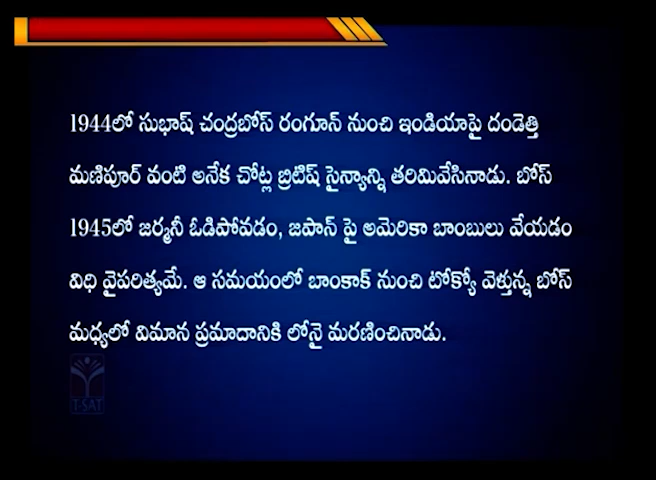 1944లో సుభాష్ చంద్రబోస్ రంగూన్ నుంచి ఇండియాపై దండెత్తి
మణిపూర్ వంటి అనేక చోట్ల బ్రిటిష్ సైన్యాన్ని తరిమివేసినాడు. బోస్
1945లో జర్మనీ ఓడిపోవడం, జపాన్ పై అమెరికా బాంబులు వేయడం
విధి వైపరిత్యమే. ఆ సమయంలో బాంకాక్ నుంచి టోక్యో వెళ్తున్న బోస్
మధ్యలో విమాన ప్రమాదానికి లోనై మరణించినాడు.
T-SAT